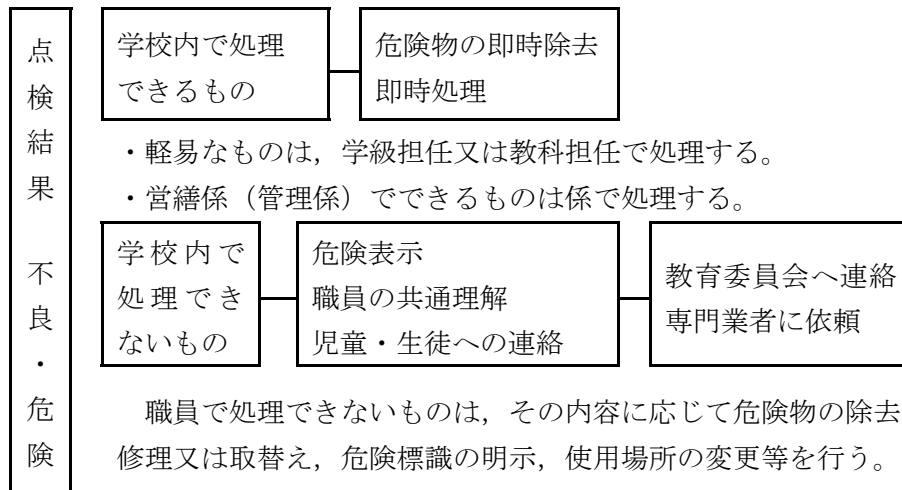 点検結果　不良・危険
学校内で処理
できるもの
危険物の即時除去
即時処理
・軽易なものは，学級担任又は教科担任で処理する。
・営繕係（管理係）でできるものは係で処理する。
学校内で
処理でき
ないもの
危険表示
職員の共通理解
児童・生徒への連絡
教育委員会へ連絡
専門業者に依頼
職員で処理できないものは，その内容に応じて危険物の除去
修理又は取替え，危険標識の明示，使用場所の変更等を行う。